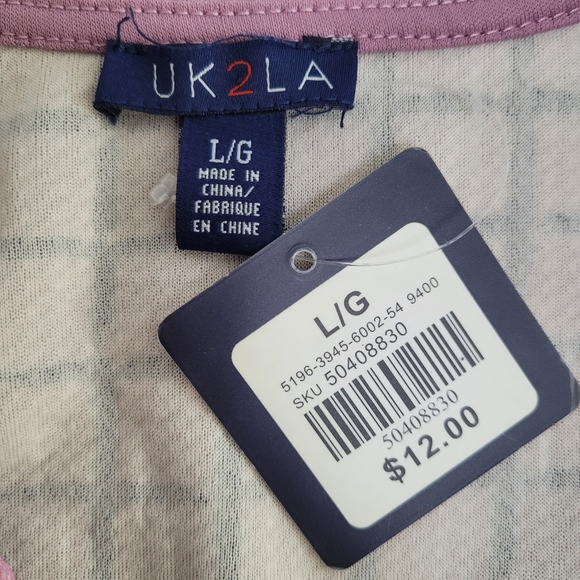 UK2LA
L/G
MADE IN
CHINA/
FABRIQUE
EN CHINE
L/G
5196-3945-6002-54 9400
SKU 50408830
50408830
$12.00